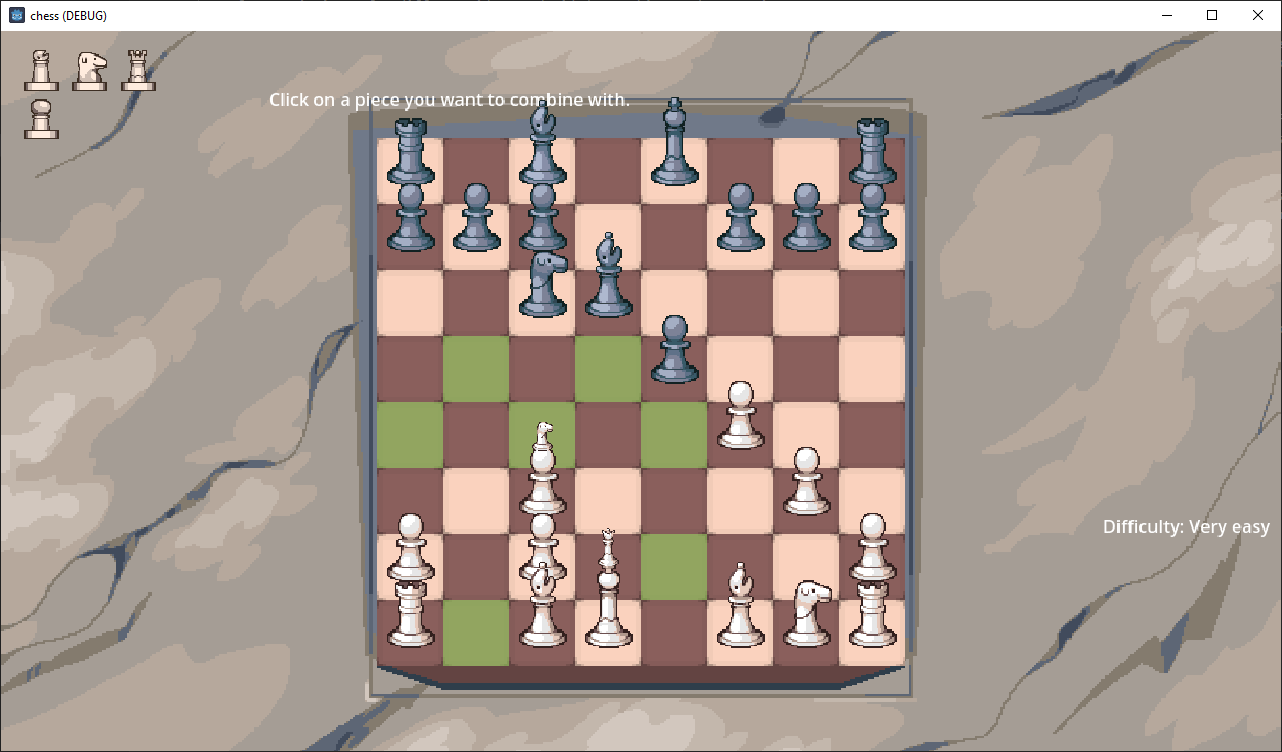 chess (DEBUG)
Click on a piece you want to combine with.
Difficulty: Very easy